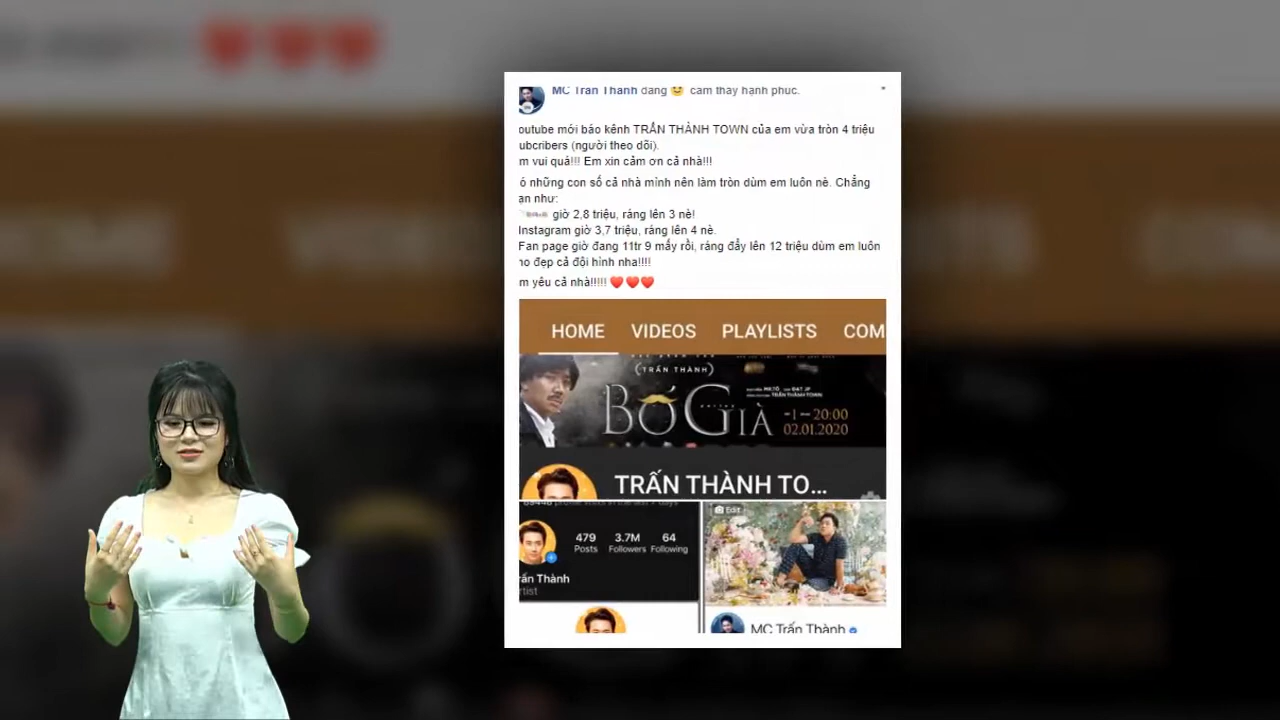 MC Trấn Thành đang cảm thấy hạnh phúc.
outube mới báo kênh TRẤN THÀNH TOWN của em vừa tròn 4 triệu
ubcribers (người theo dõi).
m vui quá!!! Em xin cảm ơn cả nhà!!!
ó những con số cả nhà mình nên làm tròn dùm em luôn nè. Chẳng
ạn như:
giờ 2,8 triệu, ráng lên 3 nè!
Instagram giờ 3,7 triệu, ráng lên 4 nè.
Fan page giờ đang 11tr 9 mấy rồi, ráng đẩy lên 12 triệu dùm em luôn
ho đẹp cả đội hình nha!!!!
m yêu cả nhà!!!!! ❤️❤️❤️
HOME VIDEOS PLAYLISTS COM
(TRẤN THÀNH)
BỐ GIÀ
TRẤN THÀNH TOWN
1 20:00
02.01.2020
TRẤN THÀNH TO...
Edit
479 3.7M 64
Posts Followers Following
rấn Thành
rtist
MC Trấn Thành